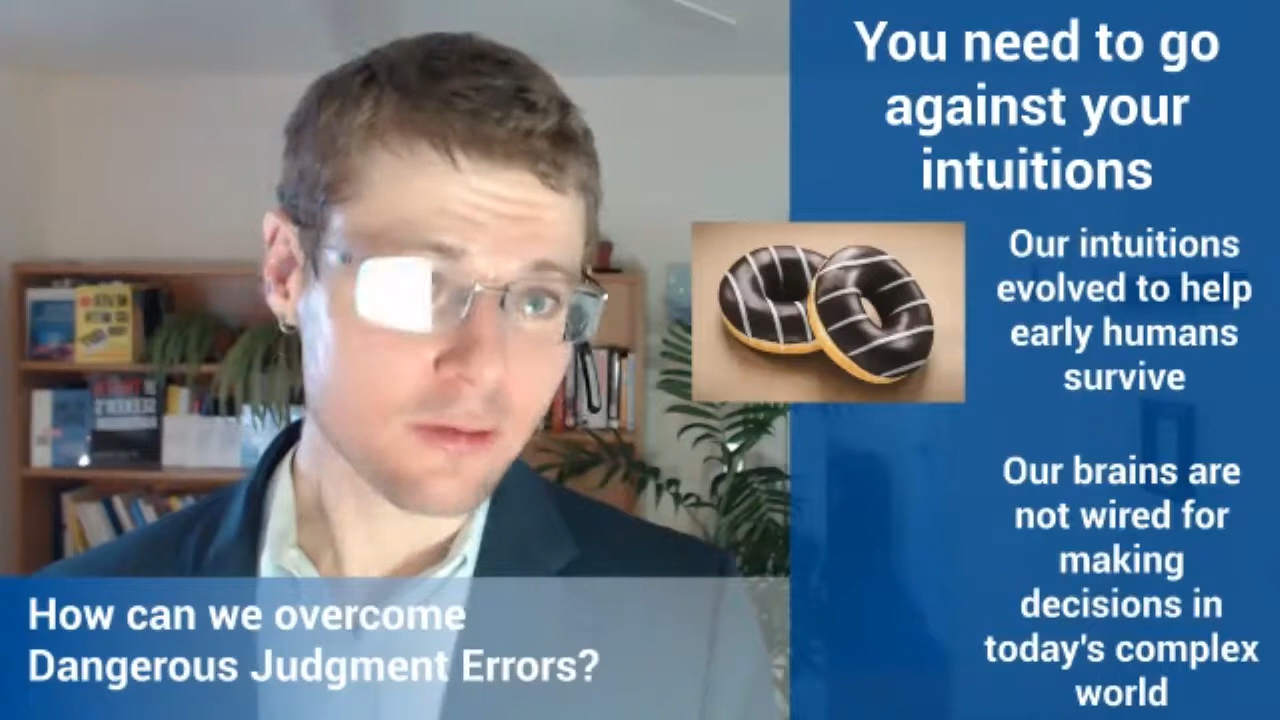 You need to go
against your
intuitions
Our intuitions
evolved to help
early humans
survive
Our brains are
not wired for
making
decisions in
today's complex
world
How can we overcome
Dangerous Judgment Errors?